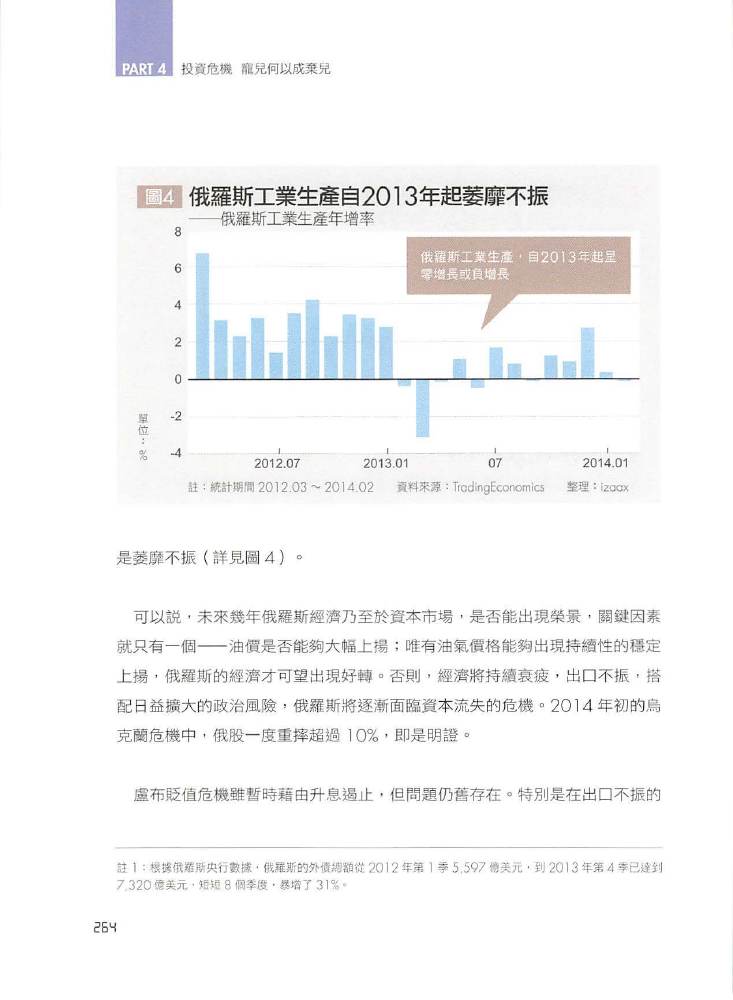 PART 4 投資危機 寵兒何以成棄兒
圖4 俄羅斯工業生產自2013年起萎靡不振
——俄羅斯工業生產年增率
俄羅斯工業生產，自2013年起呈
零增長或負增長
8
6
4
2
0
-2
-4
單位：%
2012.07 2013.01 07 2014.01
註：統計期間 2012.03 ～ 2014.02 資料來源：TradingEconomics 整理：izaax
是萎靡不振（詳見圖 4）。
可以說，未來幾年俄羅斯經濟乃至於資本市場，是否能出現榮景，關鍵因素
就只有一個——油價是否能夠大幅上揚；唯有油氣價格能夠出現持續性的穩定
上揚，俄羅斯的經濟才可望出現好轉。否則，經濟將持續衰疲，出口不振，搭
配日益擴大的政治風險，俄羅斯將逐漸面臨資本流失的危機。2014 年初的烏
克蘭危機中，俄股一度重摔超過 10%，即是明證。
盧布貶值危機雖暫時藉由升息遏止，但問題仍舊存在。特別是在出口不振的
註 1：根據俄羅斯央行數據，俄羅斯的外債總額從 2012 年第 1 季 5,597 億美元，到 2013 年第 4 季已達到
7,320 億美元，短短 8 個季度，暴增了 31%。
264